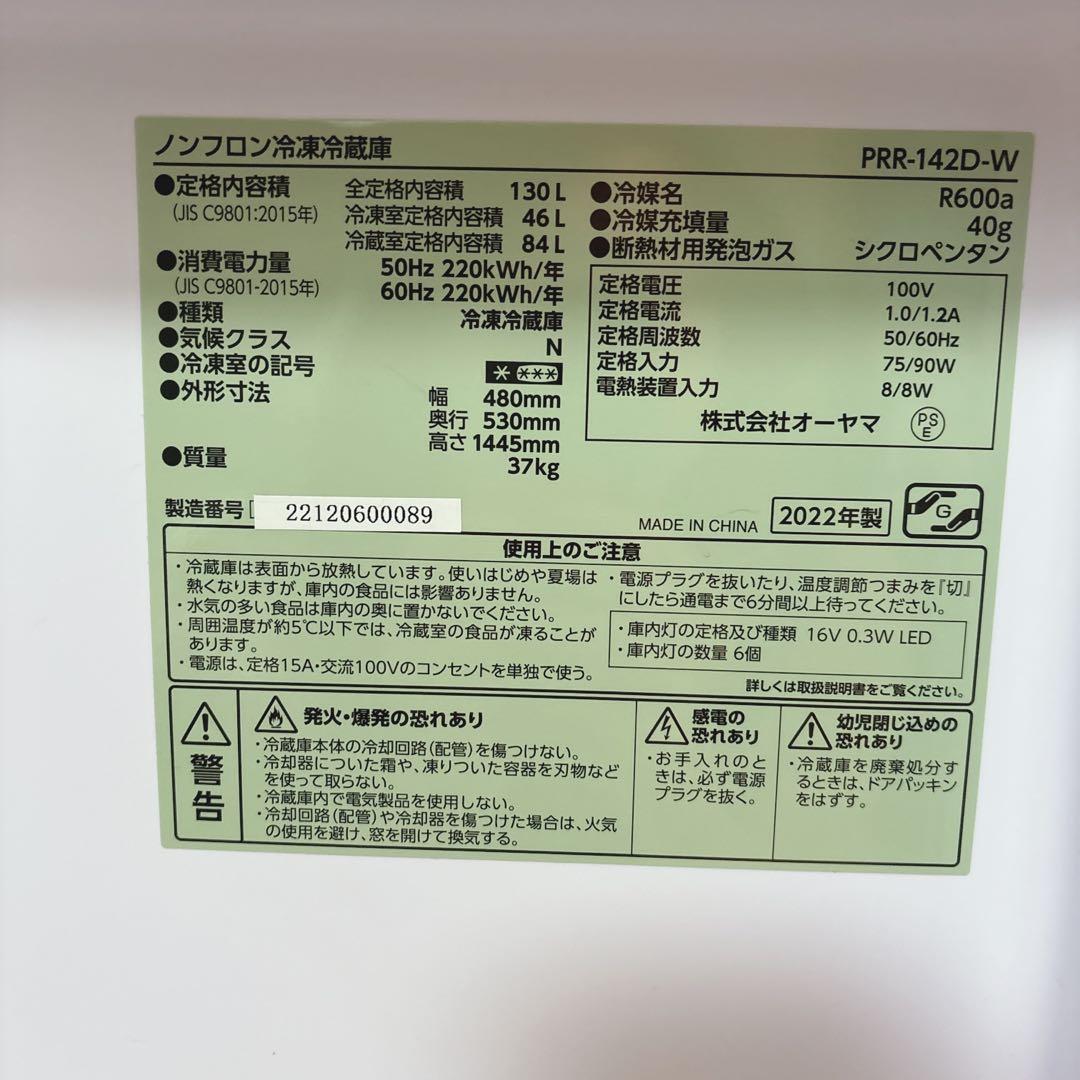 ノンフロン冷凍冷蔵庫
PRR-142D-W
●定格内容積 全定格内容積 130 L
(JIS C9801:2015年) 冷凍室定格内容積 46 L
冷蔵室定格内容積 84 L
●消費電力量 50Hz 220kWh/年
(JIS C9801-2015年) 60Hz 220kWh/年
●種類 冷凍冷蔵庫
●気候クラス N
●冷凍室の記号
●外形寸法 幅 480mm
奥行 530mm
高さ 1445mm
●質量 37kg
●冷媒名 R600a
●冷媒充填量 40g
●断熱材用発泡ガス シクロペンタン
定格電圧 100V
定格電流 1.0/1.2A
定格周波数 50/60Hz
定格入力 75/90W
電熱装置入力 8/8W
株式会社オーヤマ PSE
製造番号 22120600089
MADE IN CHINA 2022年製 G
使用上のご注意
・冷蔵庫は表面から放熱しています。使いはじめや夏場は
熱くなりますが、庫内の食品には影響ありません。
・水気の多い食品は庫内の奥に置かないでください。
・周囲温度が約5℃以下では、冷蔵室の食品が凍ることが
あります。
・電源は、定格15A・交流100Vのコンセントを単独で使う。
・電源プラグを抜いたり、温度調節つまみを『切』
にしたら通電まで6分間以上待ってください。
・庫内灯の定格及び種類 16V 0.3W LED
・庫内灯の数量 6個
詳しくは取扱説明書をご覧ください。
警告
発火・爆発の恐れあり
・冷蔵庫本体の冷却回路(配管)を傷つけない。
・冷却器についた霜や、凍りついた容器を刃物など
を使って取らない。
・冷蔵庫内で電気製品を使用しない。
・冷却回路(配管)や冷却器を傷つけた場合は、火気
の使用を避け、窓を開けて換気する。
感電の
恐れあり
・お手入れのと
きは、必ず電源
プラグを抜く。
幼児閉じ込めの
恐れあり
・冷蔵庫を廃棄処分す
るときは、ドアパッキン
をはずす。